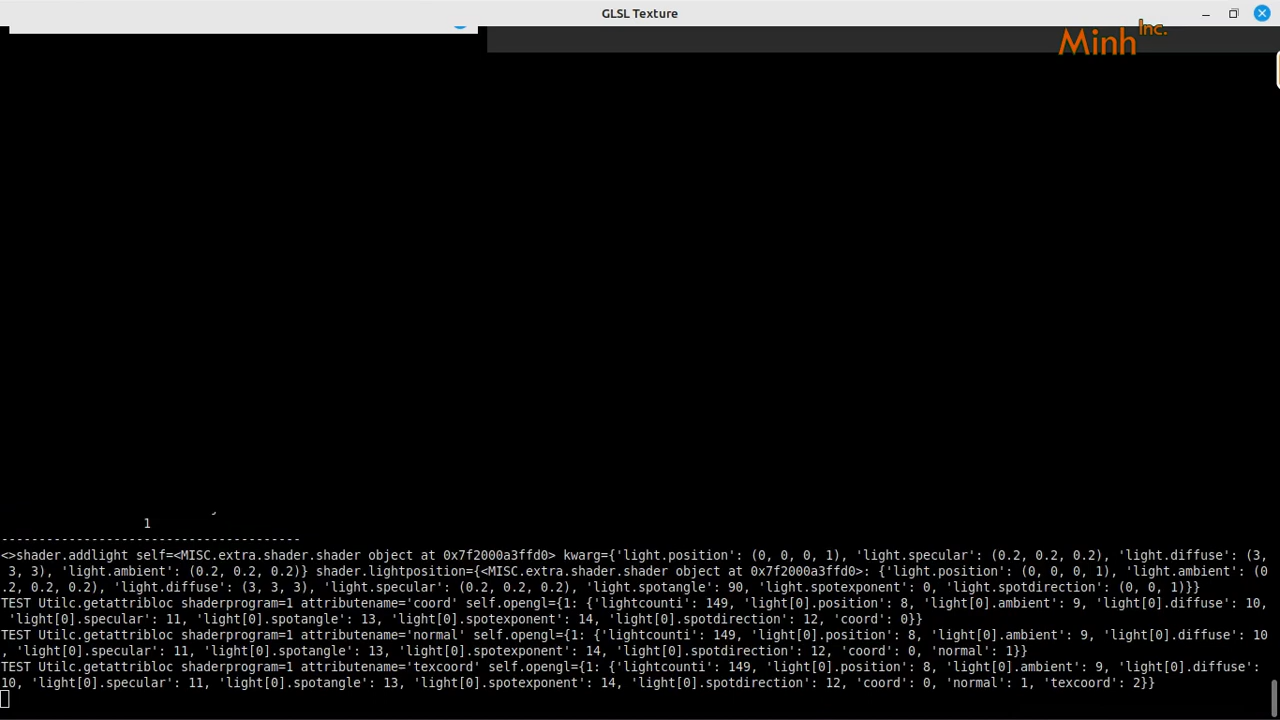 GLSL Texture
Minh Inc.
1
---------------------------------------
<>shader.addlight self=<MISC.extra.shader.shader object at 0x7f2000a3ffd0> kwarg={'light.position': (0, 0, 0, 1), 'light.specular': (0.2, 0.2, 0.2), 'light.diffuse': (3,
3, 3), 'light.ambient': (0.2, 0.2, 0.2)} shader.lightposition={<MISC.extra.shader.shader object at 0x7f2000a3ffd0>: {'light.position': (0, 0, 0, 1), 'light.ambient': (0
.2, 0.2, 0.2), 'light.diffuse': (3, 3, 3), 'light.specular': (0.2, 0.2, 0.2), 'light.spotangle': 90, 'light.spotexponent': 0, 'light.spotdirection': (0, 0, 1)}}
TEST Utilc.getattribloc shaderprogram=1 attributename='coord' self.opengl={1: {'lightcounti': 149, 'light[0].position': 8, 'light[0].ambient': 9, 'light[0].diffuse': 10,
'light[0].specular': 11, 'light[0].spotangle': 13, 'light[0].spotexponent': 14, 'light[0].spotdirection': 12, 'coord': 0}}
TEST Utilc.getattribloc shaderprogram=1 attributename='normal' self.opengl={1: {'lightcounti': 149, 'light[0].position': 8, 'light[0].ambient': 9, 'light[0].diffuse': 10
, 'light[0].specular': 11, 'light[0].spotangle': 13, 'light[0].spotexponent': 14, 'light[0].spotdirection': 12, 'coord': 0, 'normal': 1}}
TEST Utilc.getattribloc shaderprogram=1 attributename='texcoord' self.opengl={1: {'lightcounti': 149, 'light[0].position': 8, 'light[0].ambient': 9, 'light[0].diffuse':
10, 'light[0].specular': 11, 'light[0].spotangle': 13, 'light[0].spotexponent': 14, 'light[0].spotdirection': 12, 'coord': 0, 'normal': 1, 'texcoord': 2}}